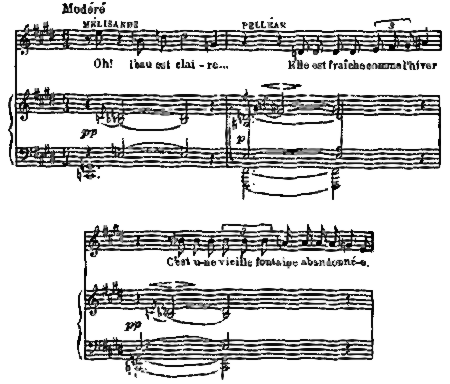 Modéré
MÉLISANDE PELLÉAS
Oh! l'eau est clai - re... Elle est fraîche comme l'hiver
pp p
C'est u-ne vieille fontaine abandonné-e.
pp